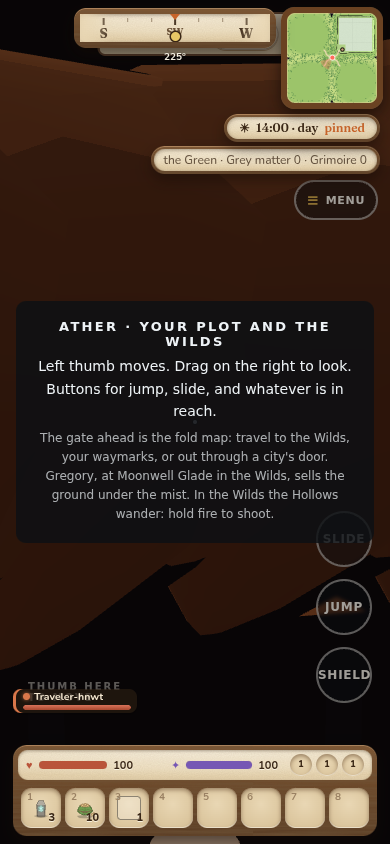 S SW W
225°
14:00 · day pinned
the Green · Grey matter 0 · Grimoire 0
MENU
ATHER · YOUR PLOT AND THE
WILDS
Left thumb moves. Drag on the right to look.
Buttons for jump, slide, and whatever is in
reach.
The gate ahead is the fold map: travel to the Wilds,
your waymarks, or out through a city's door.
Gregory, at Moonwell Glade in the Wilds, sells the
ground under the mist. In the Wilds the Hollows
wander: hold fire to shoot.
SLIDE
JUMP
SHIELD
THUMB HERE
Traveler-hnwt
100 100 1 1 1
1 2 3 4 5 6 7 8
3 10 1